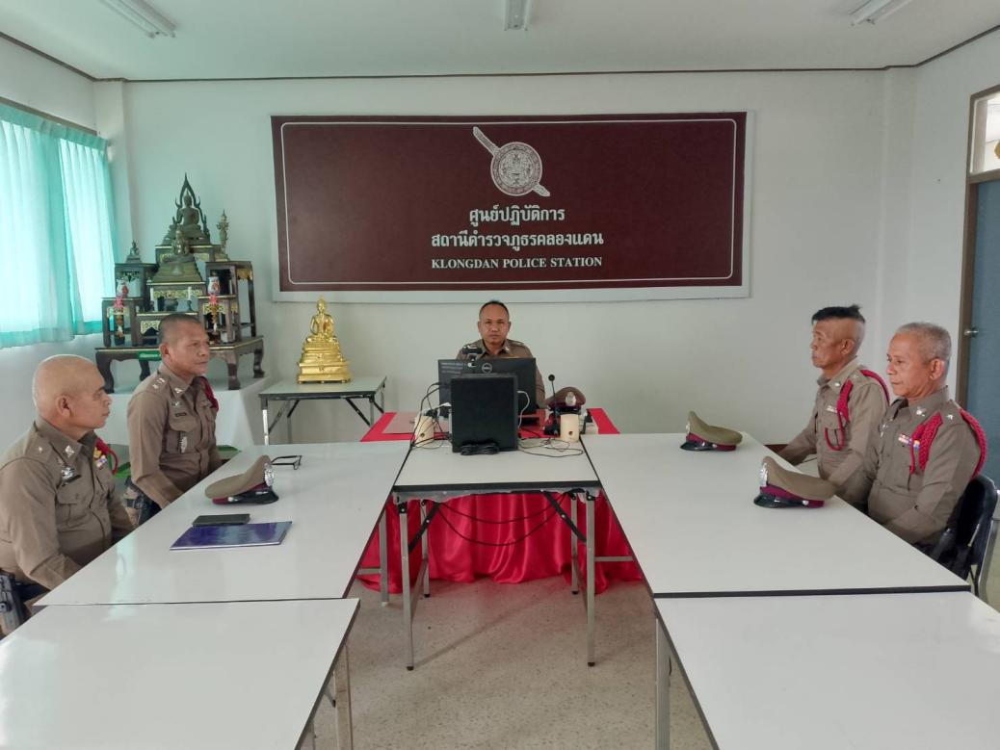 ศูนย์ปฏิบัติการ
สถานีตำรวจภูธรคลองแดน
KLONGDAN POLICE STATION
DELL